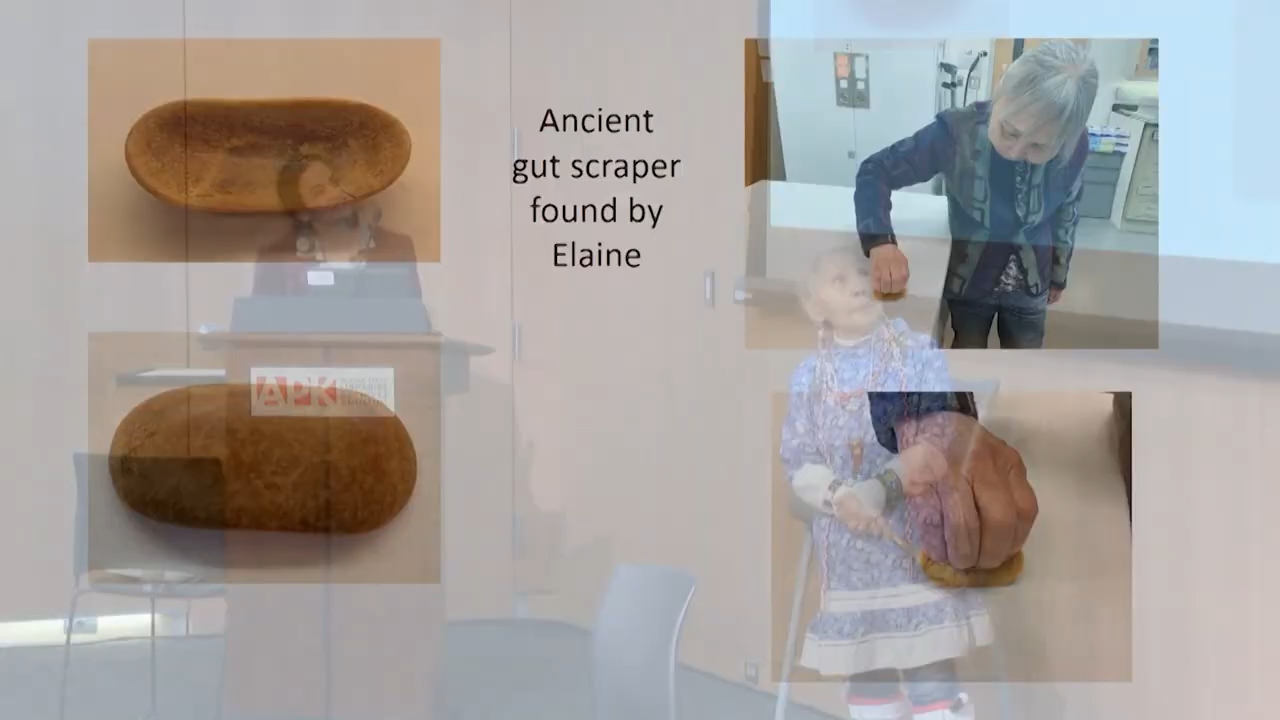 Ancient
gut scraper
found by
Elaine
APK